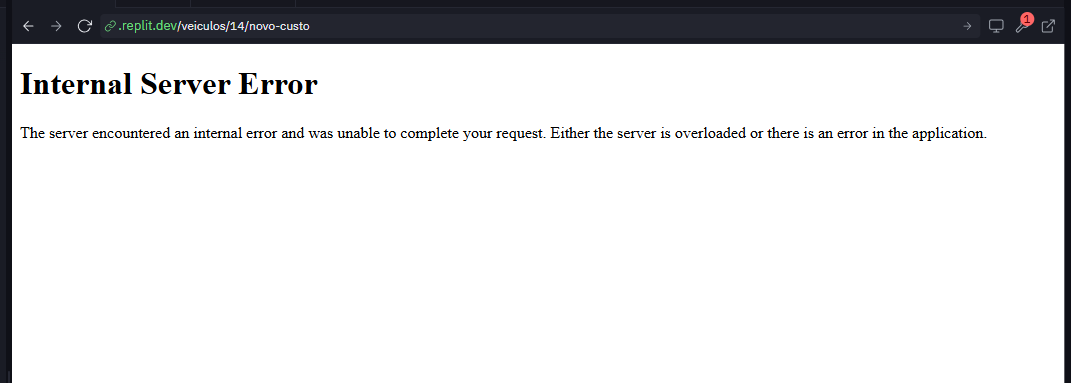 .replit.dev/veiculos/14/novo-custo
1
Internal Server Error
The server encountered an internal error and was unable to complete your request. Either the server is overloaded or there is an error in the application.